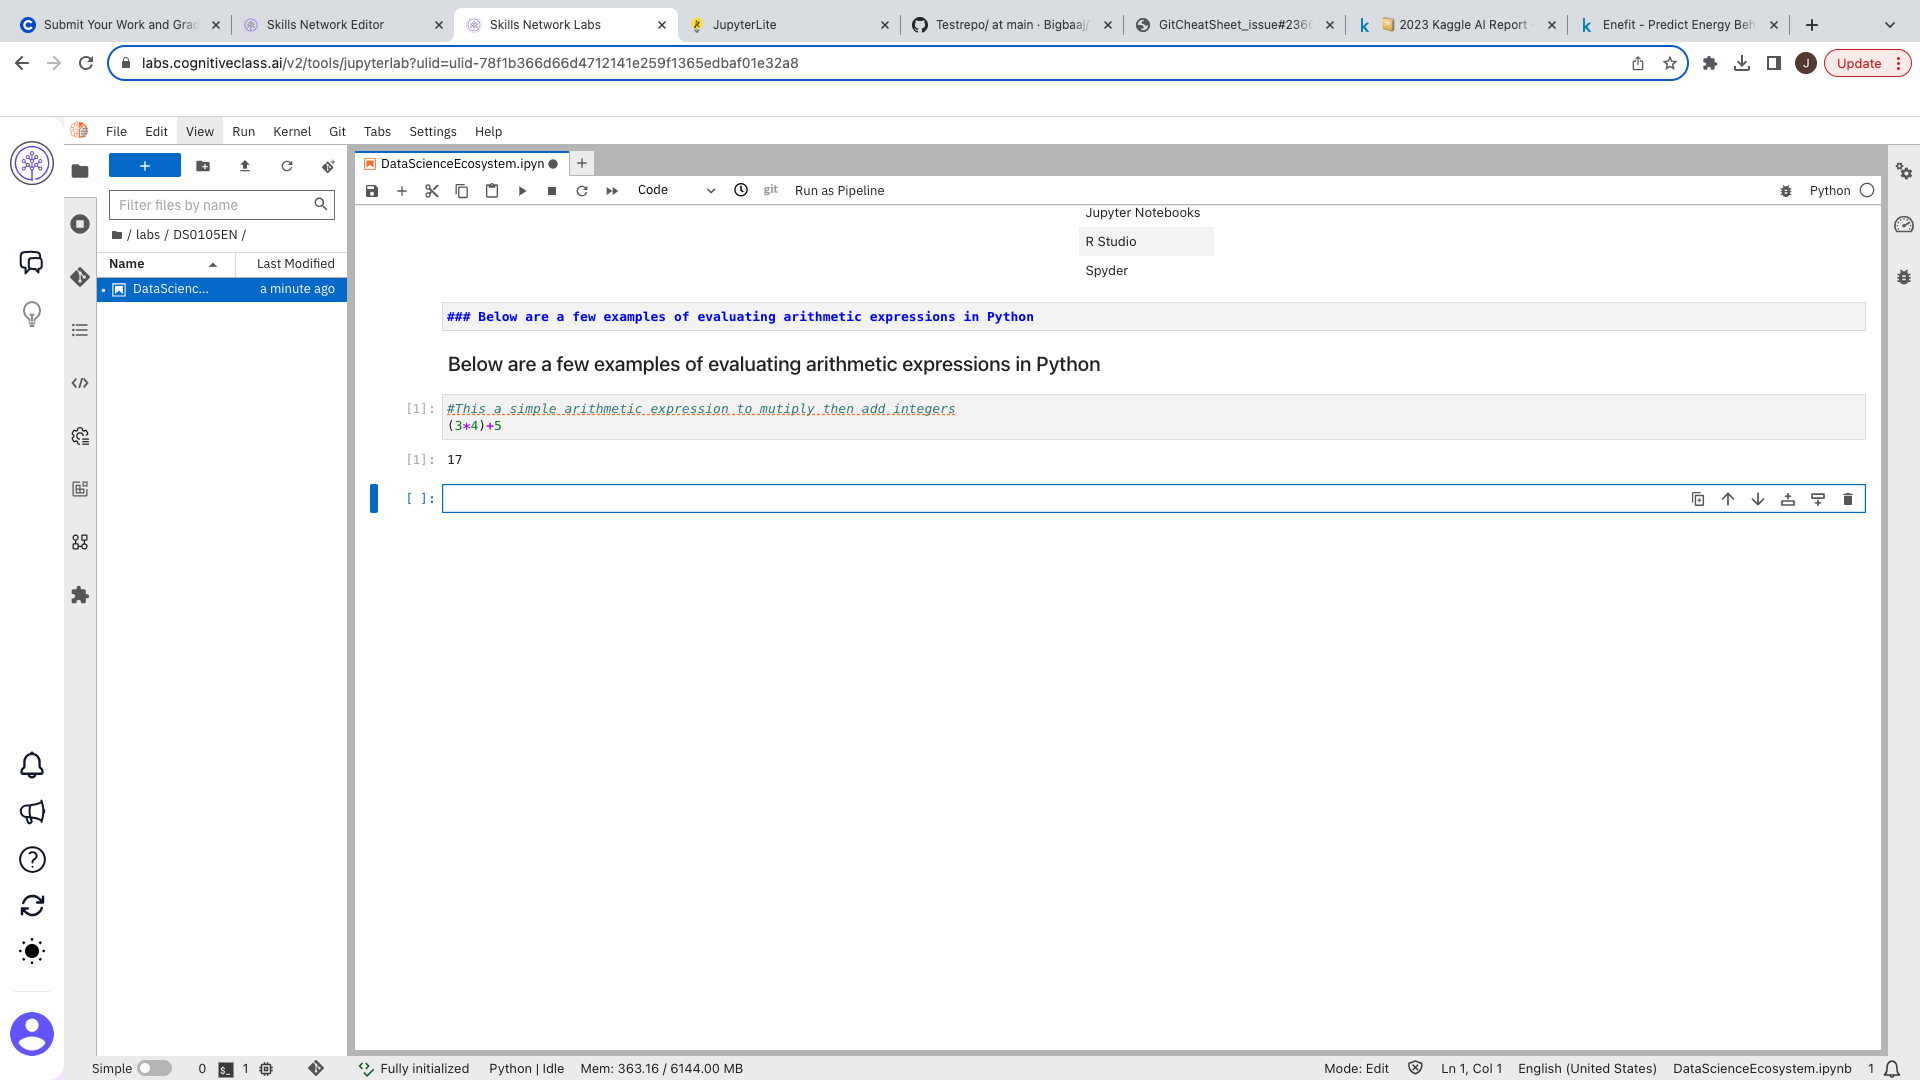 Submit Your Work and Grad
Skills Network Editor
Skills Network Labs
JupyterLite
Testrepo/ at main · Bigbaaj/
GitCheatSheet_issue#236
2023 Kaggle AI Report -
Enefit - Predict Energy Beh
labs.cognitiveclass.ai/v2/tools/jupyterlab?ulid=ulid-78f1b366d66d4712141e259f1365edbaf01e32a8
J
Update
File Edit View Run Kernel Git Tabs Settings Help
DataScienceEcosystem.ipyn
Code
git
Run as Pipeline
Python
Filter files by name
/ labs / DS0105EN /
Name
Last Modified
DataScienc...
a minute ago
Jupyter Notebooks
R Studio
Spyder
### Below are a few examples of evaluating arithmetic expressions in Python
Below are a few examples of evaluating arithmetic expressions in Python
[1]: #This a simple arithmetic expression to mutiply then add integers
(3*4)+5
[1]: 17
[ ]:
Simple
0
$_
1
Fully initialized
Python | Idle
Mem: 363.16 / 6144.00 MB
Mode: Edit
Ln 1, Col 1
English (United States)
DataScienceEcosystem.ipynb
1